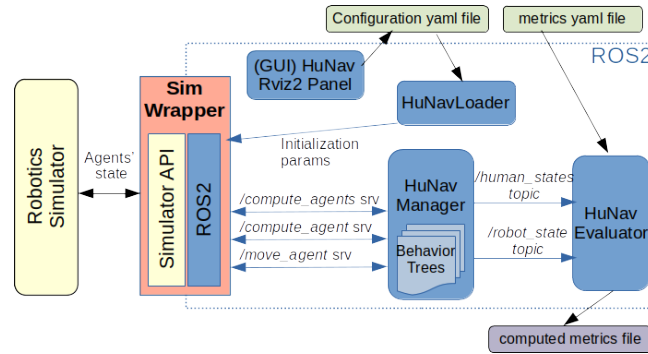 Configuration yaml file
metrics yaml file
ROS2
(GUI) HuNav
Rviz2 Panel
HuNavLoader
Sim
Wrapper
Robotics
Simulator
Agents'
state
Simulator API
ROS2
Initialization
params
/compute_agents srv
/compute_agent srv
/move_agent srv
HuNav
Manager
Behavior
Trees
/human_states
topic
/robot_state
topic
HuNav
Evaluator
computed metrics file